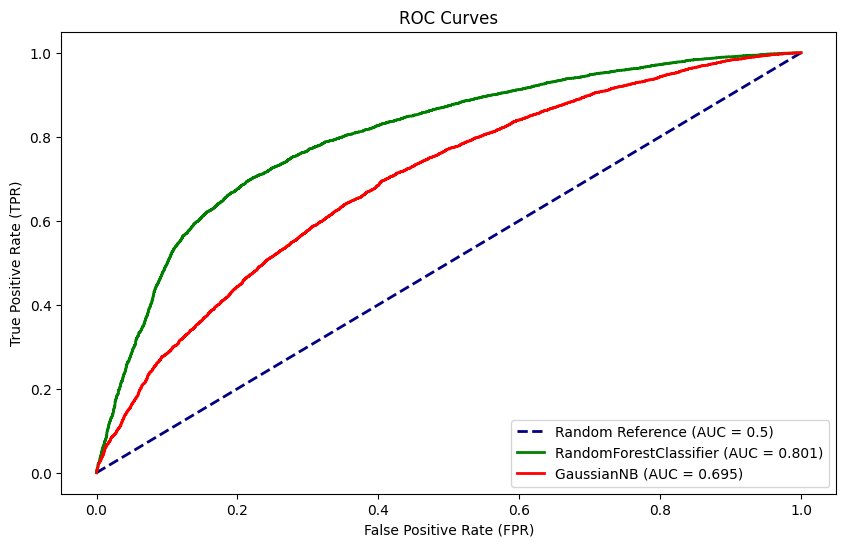 ROC Curves
True Positive Rate (TPR)
1.0
0.8
0.6
0.4
0.2
0.0
0.0 0.2 0.4 0.6 0.8 1.0
False Positive Rate (FPR)
Random Reference (AUC = 0.5)
RandomForestClassifier (AUC = 0.801)
GaussianNB (AUC = 0.695)